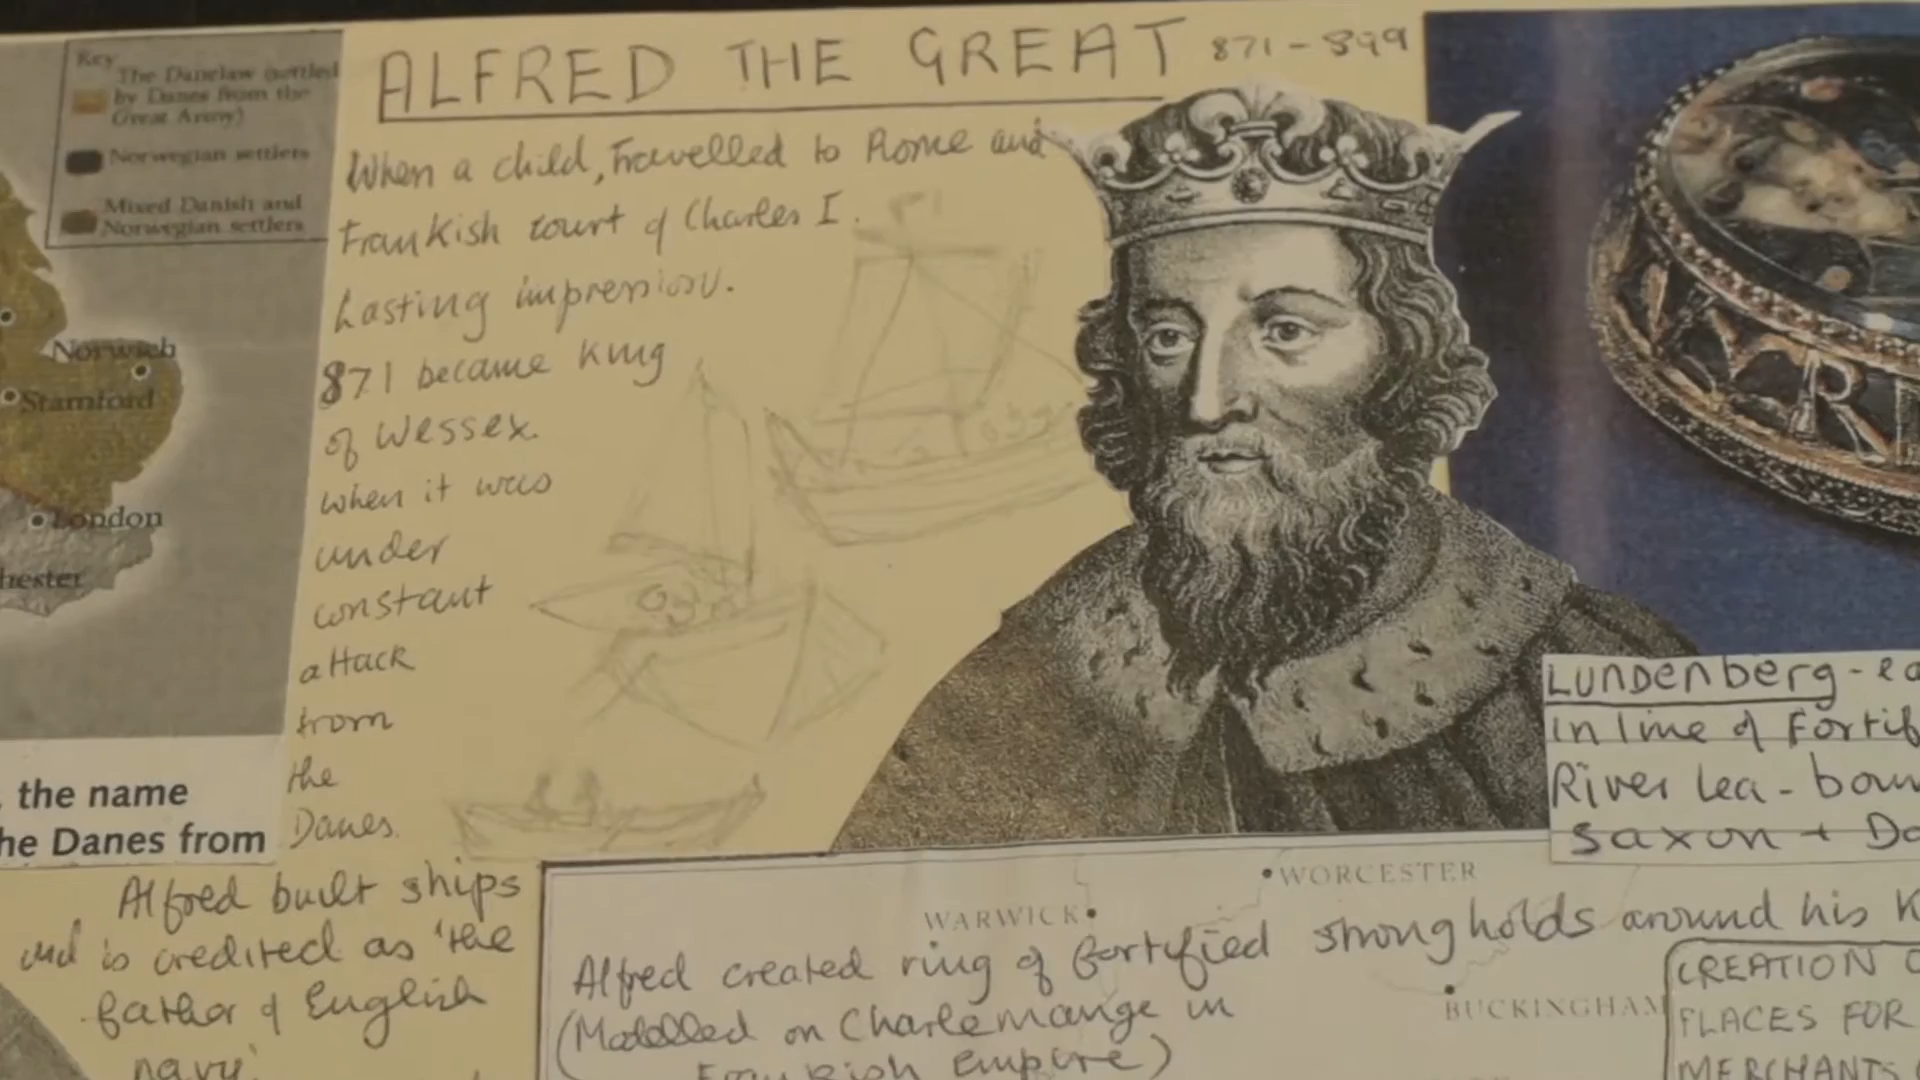 Key
The Danelaw (settled
by Danes from the
Great Army)
Norwegian settlers
Mixed Danish and
Norwegian settlers
Norwich
Stamford
London
hester
the name
he Danes from
ALFRED THE GREAT 871-899
When a child, Travelled to Rome and
Frankish court of Charles I.
Lasting impression.
871 became King
of Wessex.
when it was
under
constant
attack
from
the
Danes.
Alfred built ships
and is credited as 'the
father of English
navy'
Lundenberg - ea
in line of Fortif
River Lea - boun
Saxon + Da
WORCESTER
WARWICK
Alfred created ring of fortified strongholds around his K
(Modelled on Charlemange in
Frankish Empire)
BUCKINGHAM
CREATION O
PLACES FOR
MERCHANTS